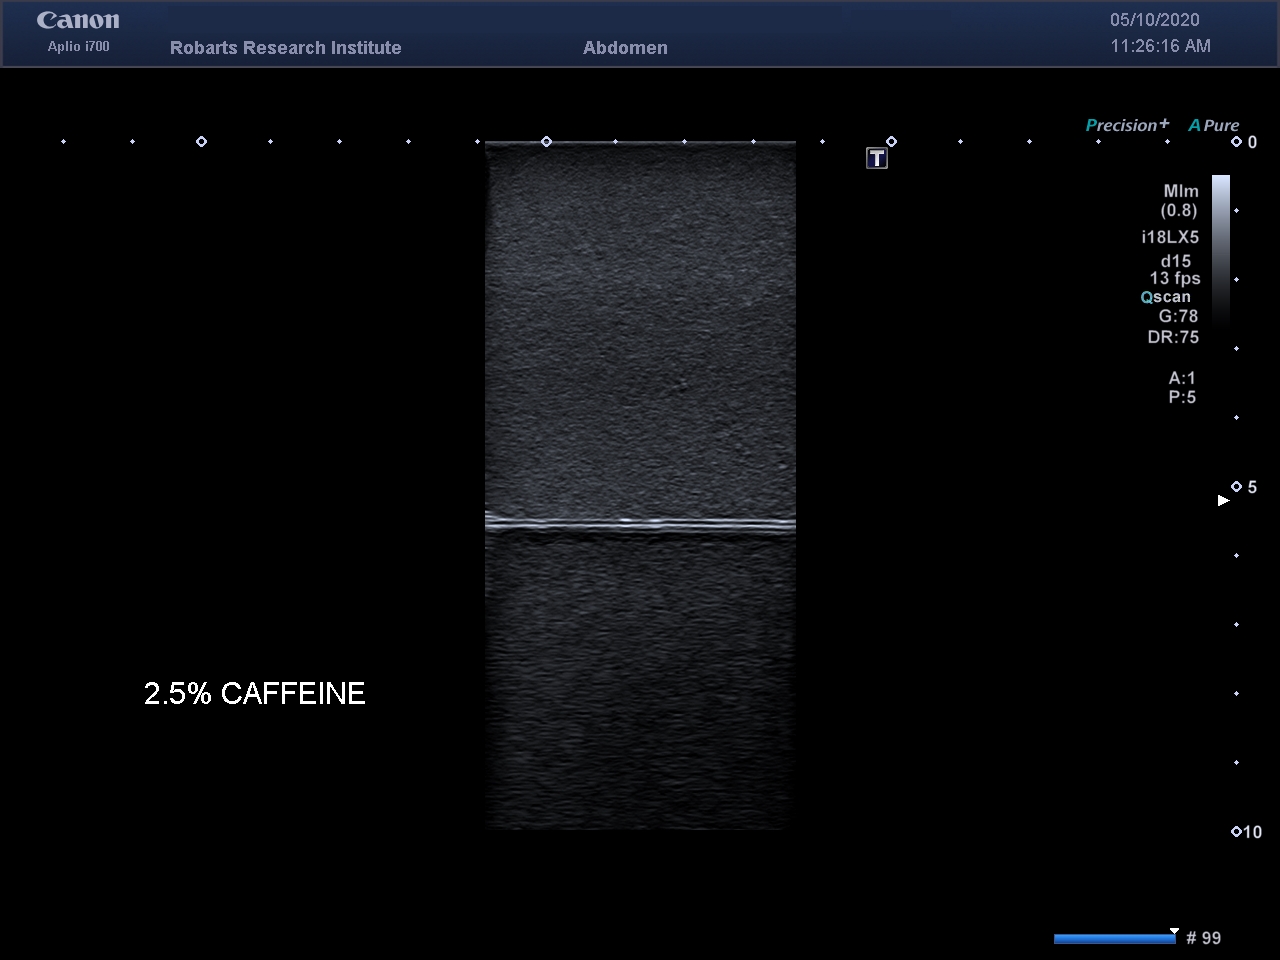 Canon
Aplio i700
Robarts Research Institute
Abdomen
05/10/2020
11:26:16 AM
Precision+ A Pure
T
0
MIm
(0.8)
i18LX5
d15
13 fps
Qscan
G:78
DR:75
A:1
P:5
5
2.5% CAFFEINE
10
# 99